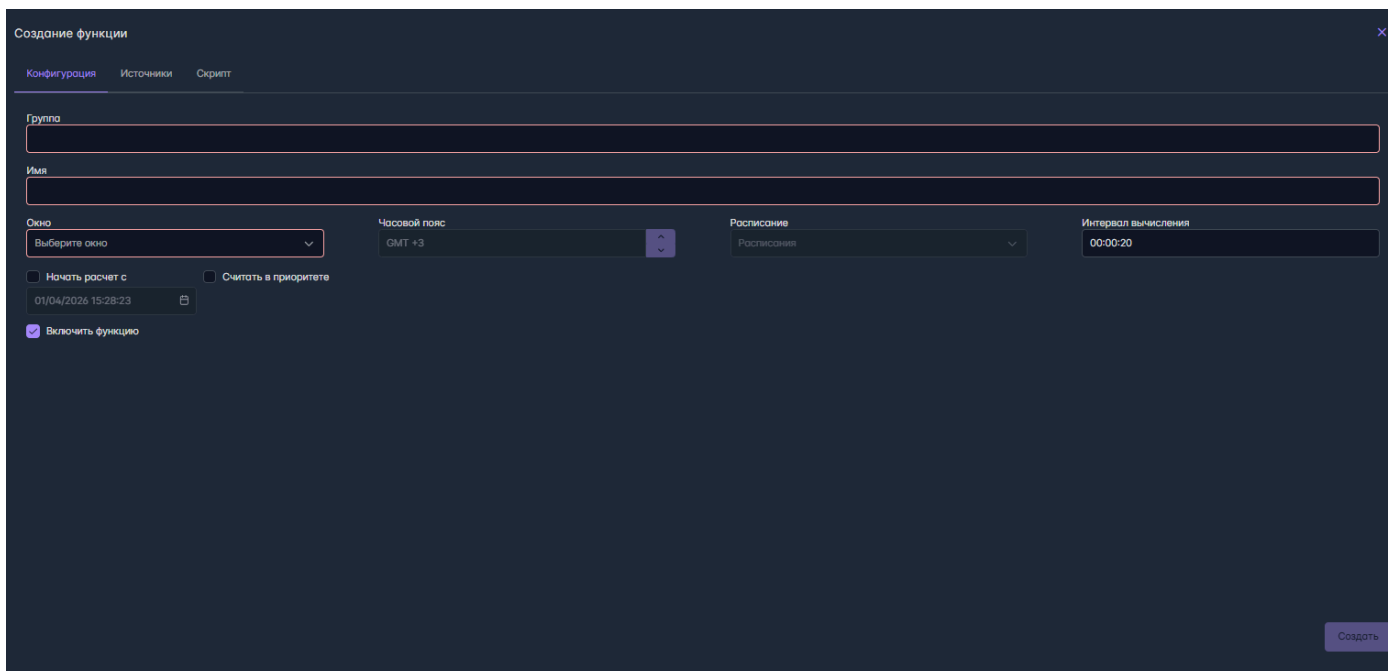 Создание функции
Конфигурация Источники Скрипт
Группа
Имя
Окно Часовой пояс Расписание Интервал вычисления
Выберите окно GMT +3 Расписания 00:00:20
Начать расчет с Считать в приоритете
01/04/2026 15:28:23
Включить функцию
Создать